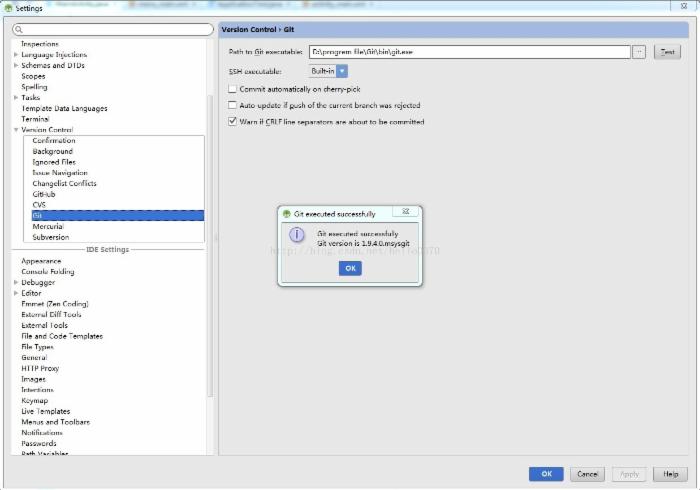 Settings
Version Control › Git
Inspections
Language Injections
Schemas and DTDs
Scopes
Spelling
Tasks
Template Data Languages
Terminal
Version Control
Confirmation
Background
Ignored Files
Issue Navigation
Changelist Conflicts
GitHub
CVS
Git
Mercurial
Subversion
IDE Settings
Appearance
Console Folding
Debugger
Editor
Emmet (Zen Coding)
External Diff Tools
External Tools
File and Code Templates
File Types
General
HTTP Proxy
Images
Intentions
Keymap
Live Templates
Menus and Toolbars
Notifications
Passwords
Path Variables
Path to Git executable: D:\progrem file\Git\bin\git.exe ... Test
SSH executable: Built-in
Commit automatically on cherry-pick
Auto update if push of the current branch was rejected
Warn if CRLF line separators are about to be committed
Git executed successfully
Git executed successfully
Git version is 1.9.4.0.msysgit
OK
OK Cancel Apply Help